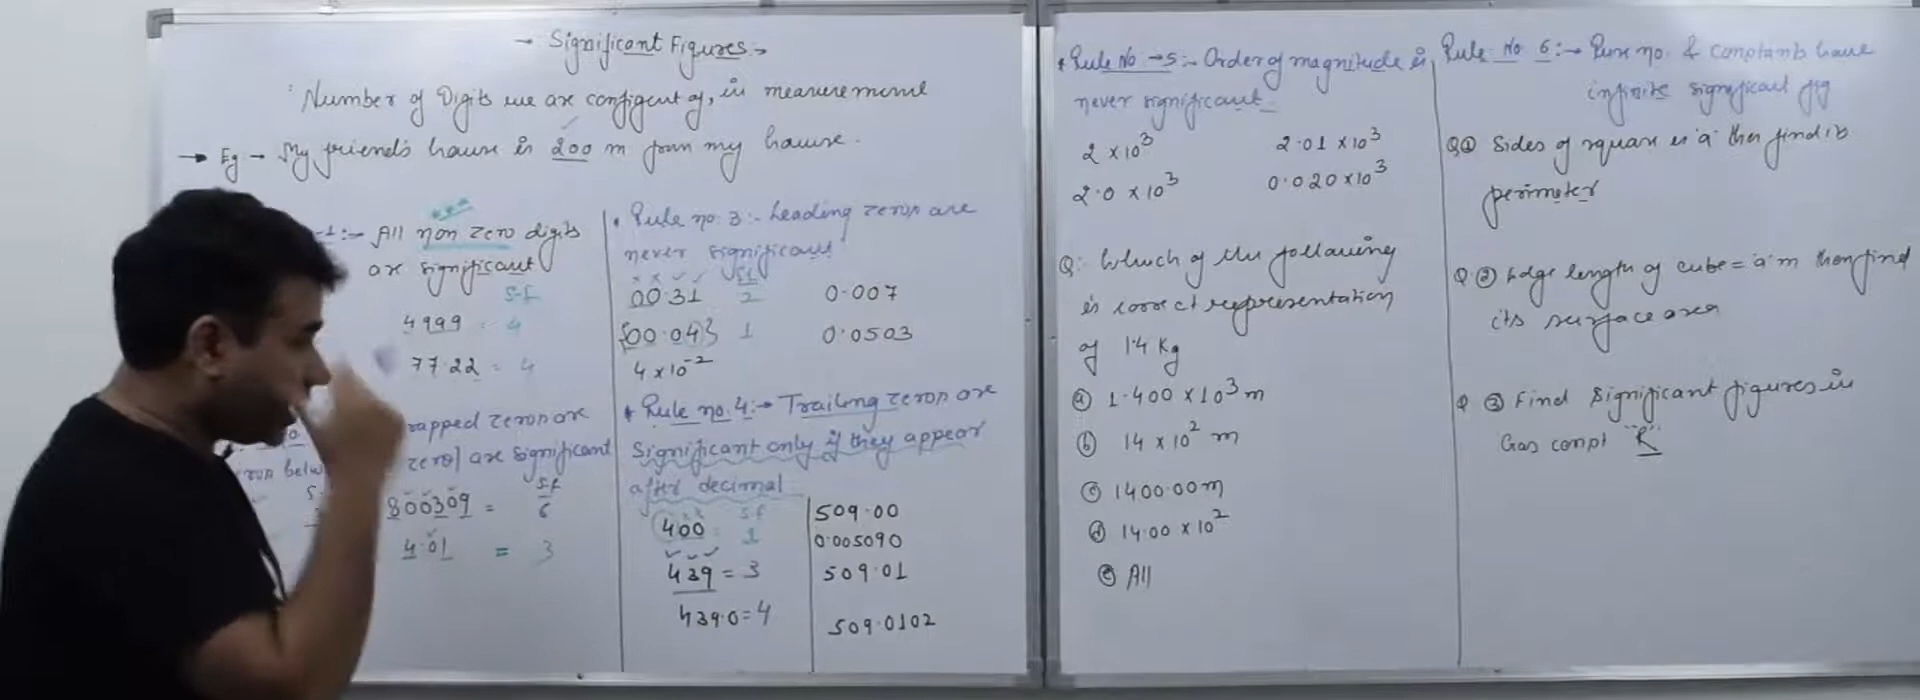 → Significant Figures:→
Number of Digits we are confident of, in measurement
→ Eg → My friend's house is 200 m from my house.
-1:→ All non zero digits
are significant
S.F
4999 = 4
77.22 = 4
rapped zeros are
zero) are significant
S.F
800309 = 6
4.01 = 3
• Rule no. 3:- Leading zeros are
never significant
x x ✓ ✓ S.F
00.31 2 0.007
{00.04} 1 0.0503
4 x 10⁻²
* Rule no. 4:→ Trailing zeros are
Significant only if they appear
after decimal
S.F
400 = 1
439 = 3
439.0 = 4
509.00
0.005090
509.01
509.0102
* Rule No → 5:- Order of magnitude is
never significant
2 x 10³ 2.01 x 10³
2.0 x 10³ 0.020 x 10³
Q: Which of the following
is correct representation
of 1.4 Kg
ⓐ 1.400 x 10³ m
ⓑ 14 x 10² m
ⓒ 1400.00 m
ⓓ 14.00 x 10²
ⓔ All
Rule No 6:→ Pure no. & constants have
infinite significant fig
Q① Sides of square is 'a' then find its
perimeter
Q② Edge length of cube = 'a' m then find
its surface area
Q ③ Find Significant figures in
Gas const "R"